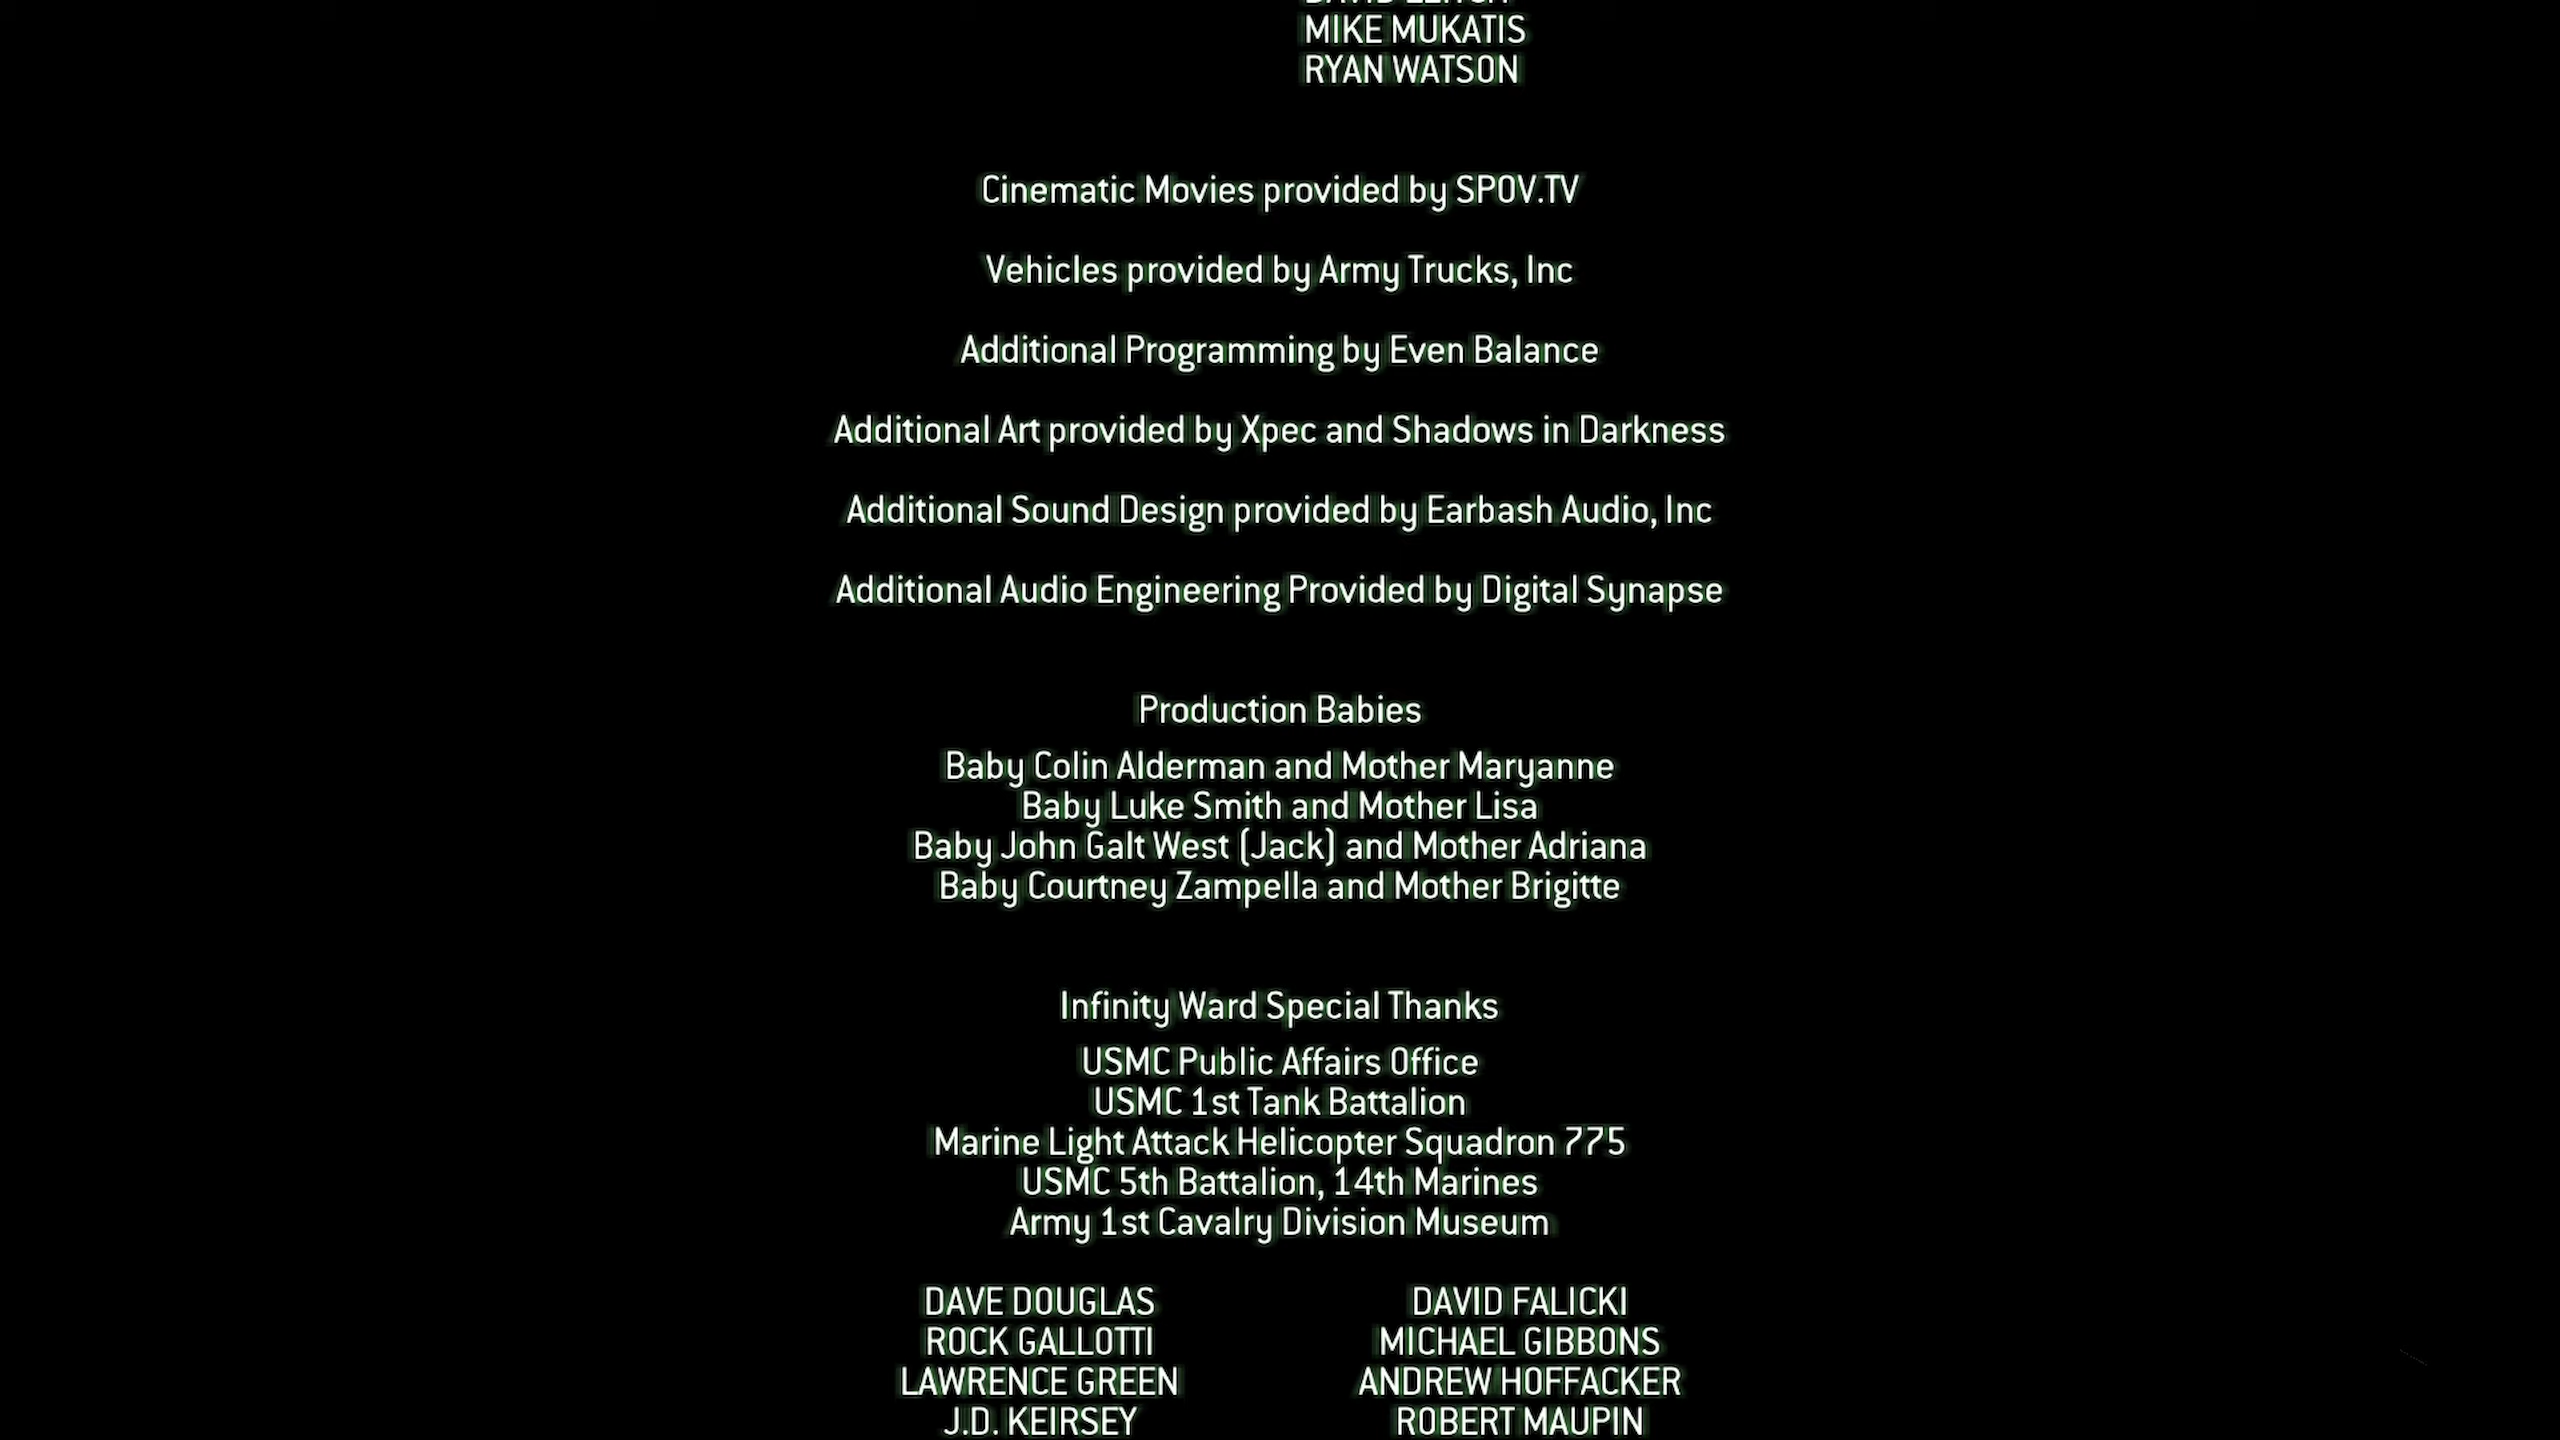 MIKE MUKATIS
RYAN WATSON
Cinematic Movies provided by SPOV.TV
Vehicles provided by Army Trucks, Inc
Additional Programming by Even Balance
Additional Art provided by Xpec and Shadows in Darkness
Additional Sound Design provided by Earbash Audio, Inc
Additional Audio Engineering Provided by Digital Synapse
Production Babies
Baby Colin Alderman and Mother Maryanne
Baby Luke Smith and Mother Lisa
Baby John Galt West (Jack) and Mother Adriana
Baby Courtney Zampella and Mother Brigitte
Infinity Ward Special Thanks
USMC Public Affairs Office
USMC 1st Tank Battalion
Marine Light Attack Helicopter Squadron 775
USMC 5th Battalion, 14th Marines
Army 1st Cavalry Division Museum
DAVE DOUGLAS DAVID FALICKI
ROCK GALLOTTI MICHAEL GIBBONS
LAWRENCE GREEN ANDREW HOFFACKER
J.D. KEIRSEY ROBERT MAUPIN